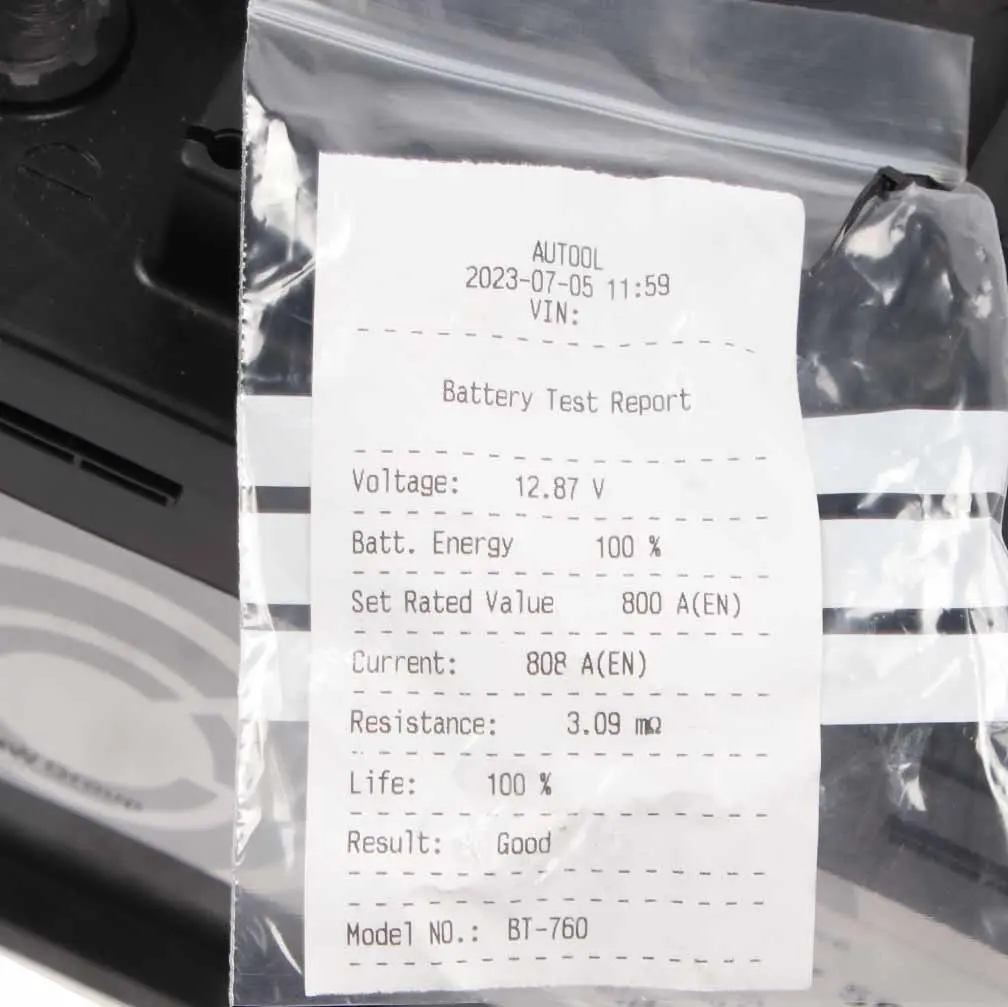 AUTOOL
2023-07-05 11:59
VIN:
Battery Test Report
Voltage: 12.87 V
Batt. Energy 100 %
Set Rated Value 800 A(EN)
Current: 808 A(EN)
Resistance: 3.09 mΩ
Life: 100 %
Result: Good
Model NO.: BT-760